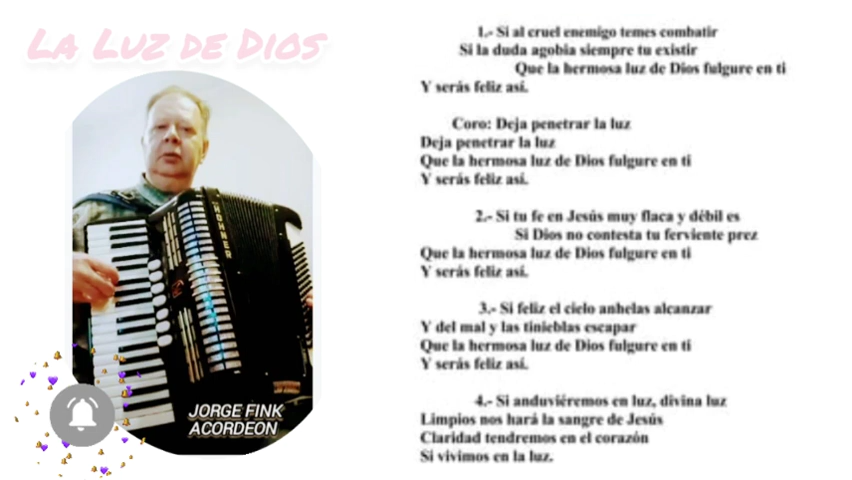 La Luz de Dios
HOHNER
JORGE FINK
ACORDEON
1.- Si al cruel enemigo temes combatir
Si la duda agobia siempre tu existir
Que la hermosa luz de Dios fulgure en ti
Y serás feliz así.
Coro: Deja penetrar la luz
Deja penetrar la luz
Que la hermosa luz de Dios fulgure en ti
Y serás feliz así.
2.- Si tu fe en Jesús muy flaca y débil es
Si Dios no contesta tu ferviente prez
Que la hermosa luz de Dios fulgure en ti
Y serás feliz así.
3.- Si feliz el cielo anhelas alcanzar
Y del mal y las tinieblas escapar
Que la hermosa luz de Dios fulgure en ti
Y serás feliz así.
4.- Si anduviéremos en luz, divina luz
Limpios nos hará la sangre de Jesús
Claridad tendremos en el corazón
Si vivimos en la luz.